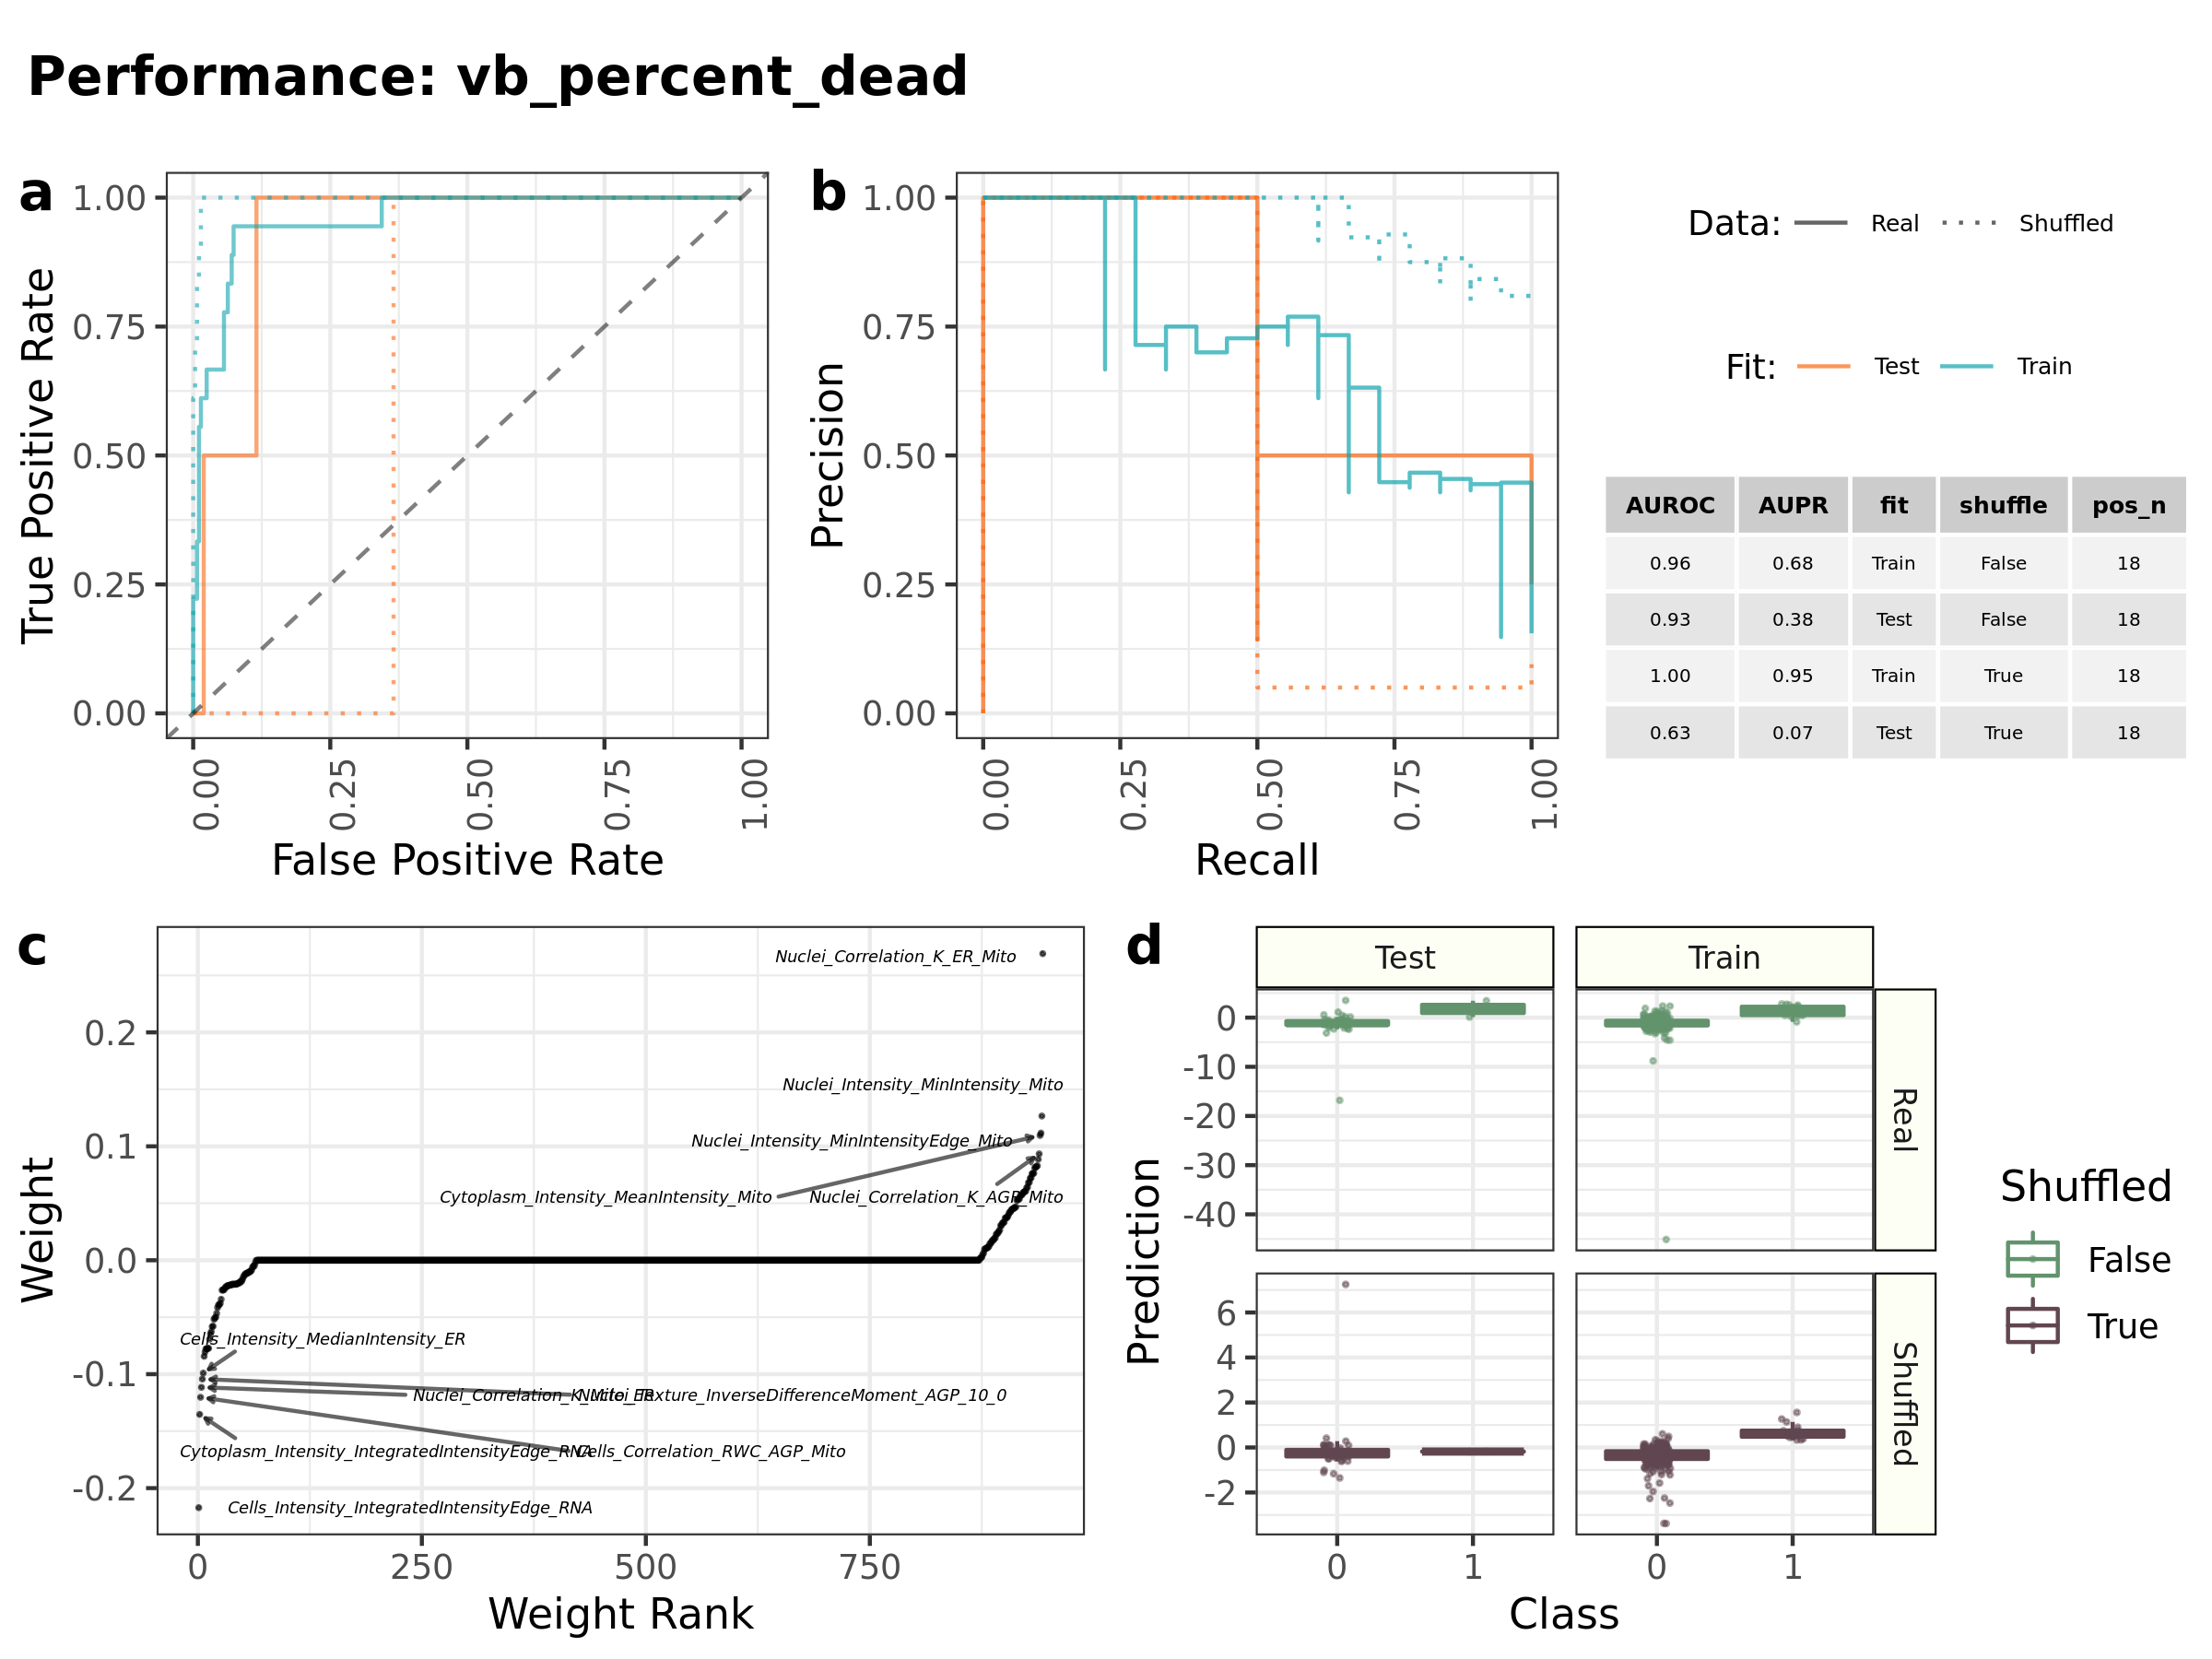 Performance: vb_percent_dead
a
1.00
0.75
0.50
0.25
0.00
True Positive Rate
0.00
0.25
0.50
0.75
1.00
False Positive Rate
b
1.00
0.75
0.50
0.25
0.00
Precision
0.00
0.25
0.50
0.75
1.00
Recall
Data: Real Shuffled
Fit: Test Train
AUROC AUPR fit shuffle pos_n
0.96 0.68 Train False 18
0.93 0.38 Test False 18
1.00 0.95 Train True 18
0.63 0.07 Test True 18
c
0.2
0.1
0.0
-0.1
-0.2
Weight
Nuclei_Correlation_K_ER_Mito
Nuclei_Intensity_MinIntensity_Mito
Nuclei_Intensity_MinIntensityEdge_Mito
Cytoplasm_Intensity_MeanIntensity_Mito
Nuclei_Correlation_K_AGP_Mito
Cells_Intensity_MedianIntensity_ER
Nuclei_Correlation_K_Mito_ER
Nuclei_Texture_InverseDifferenceMoment_AGP_10_0
Cytoplasm_Intensity_IntegratedIntensityEdge_RNA
Cells_Correlation_RWC_AGP_Mito
Cells_Intensity_IntegratedIntensityEdge_RNA
0
250
500
750
Weight Rank
d
Test
Train
0
-10
-20
-30
-40
Real
6
4
2
0
-2
Shuffled
Prediction
0
1
0
1
Class
Shuffled
False
True